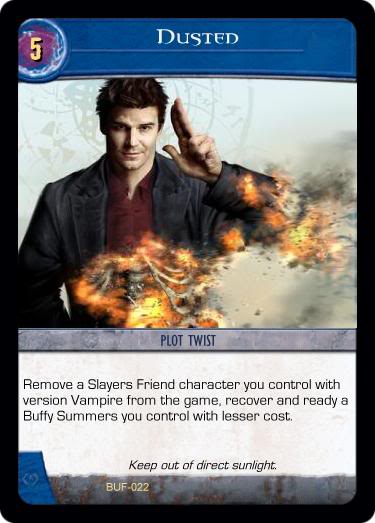 5
Dusted
PLOT TWIST
Remove a Slayers Friend character you control with
version Vampire from the game, recover and ready a
Buffy Summers you control with lesser cost.
Keep out of direct sunlight.
BUF-022